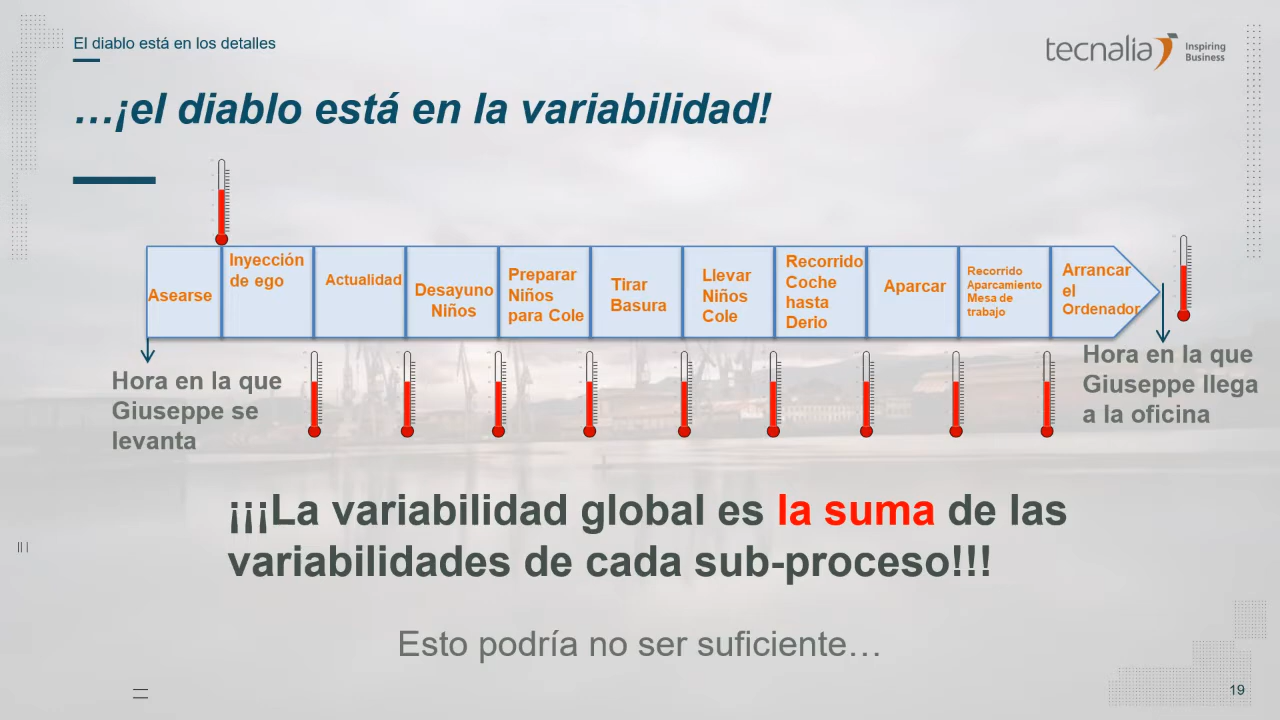 El diablo está en los detalles
tecnalia
Inspiring
Business
…¡el diablo está en la variabilidad!
Asearse
Inyección
de ego
Actualidad
Desayuno
Niños
Preparar
Niños
para Cole
Tirar
Basura
Llevar
Niños
Cole
Recorrido
Coche
hasta
Derio
Aparcar
Recorrido
Aparcamiento
Mesa de
trabajo
Arrancar
el
Ordenador
Hora en la que
Giuseppe se
levanta
Hora en la que
Giuseppe llega
a la oficina
¡¡¡La variabilidad global es la suma de las
variabilidades de cada sub-proceso!!!
Esto podría no ser suficiente…
19